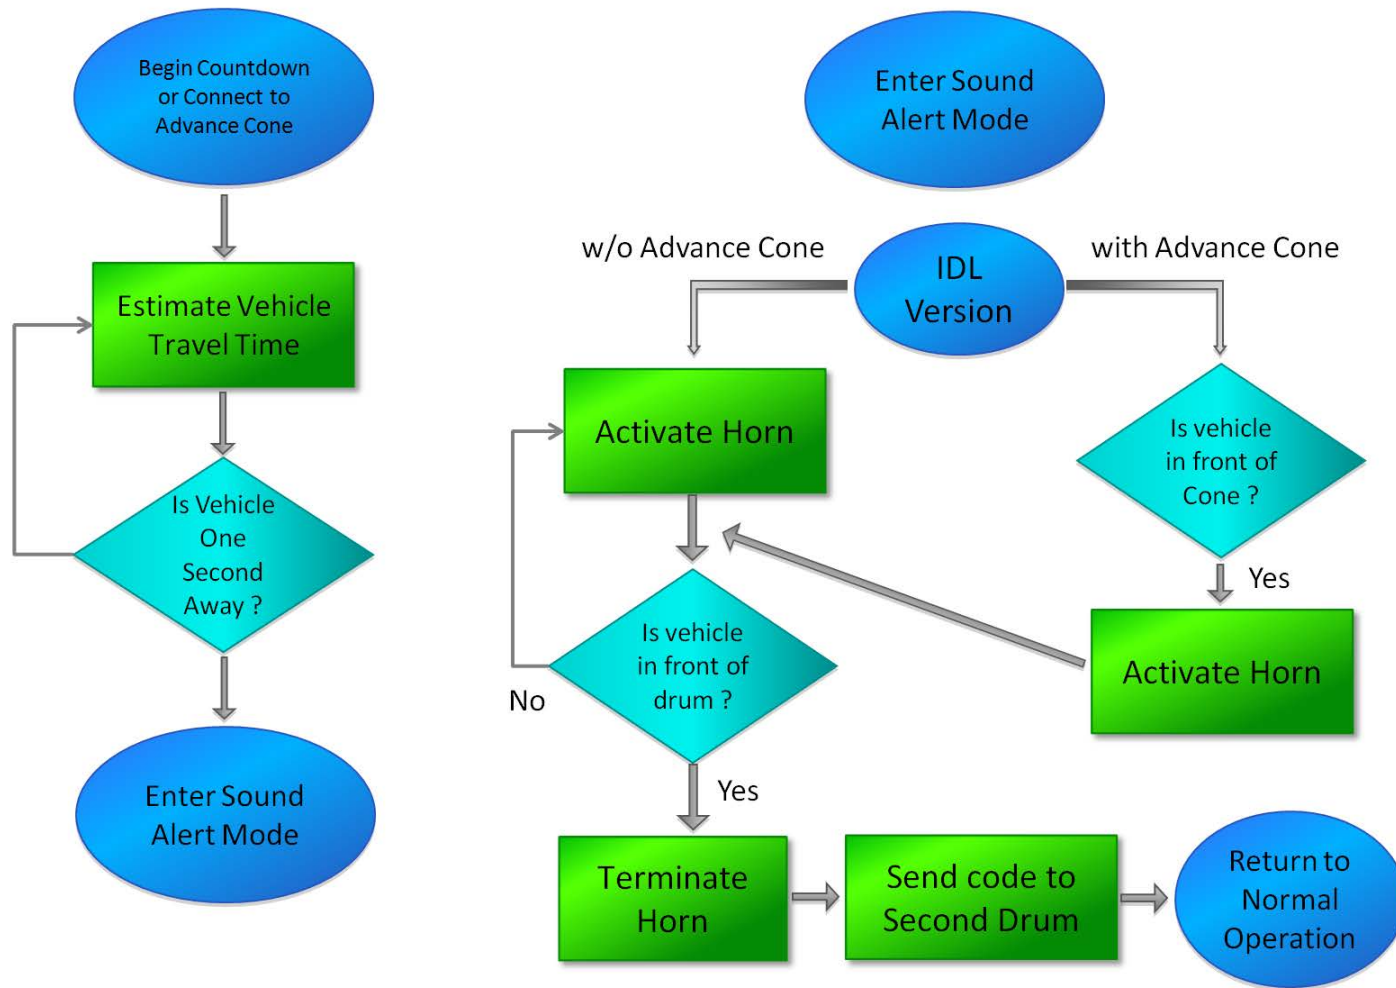 Begin Countdown
or Connect to
Advance Cone
Estimate Vehicle
Travel Time
Is Vehicle
One
Second
Away ?
Enter Sound
Alert Mode
Enter Sound
Alert Mode
w/o Advance Cone
IDL
Version
with Advance Cone
Activate Horn
Is vehicle
in front of
Cone ?
Yes
Activate Horn
Is vehicle
in front of
drum ?
No
Yes
Terminate
Horn
Send code to
Second Drum
Return to
Normal
Operation